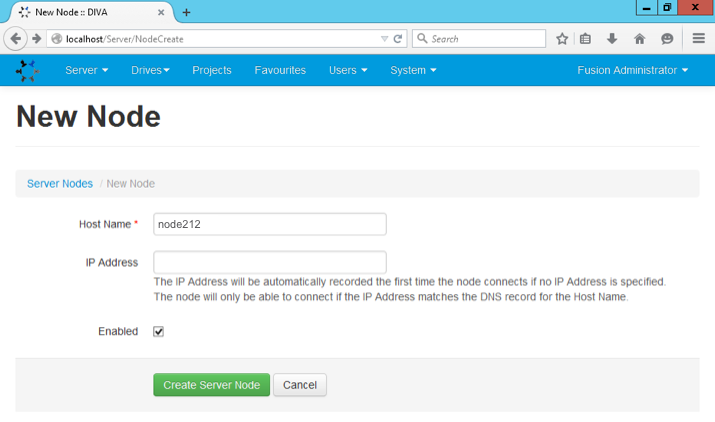 New Node :: DIVA
localhost/Server/NodeCreate
Search
Server Drives Projects Favourites Users System Fusion Administrator
New Node
Server Nodes / New Node
Host Name * node212
IP Address
The IP Address will be automatically recorded the first time the node connects if no IP Address is specified.
The node will only be able to connect if the IP Address matches the DNS record for the Host Name.
Enabled
Create Server Node Cancel